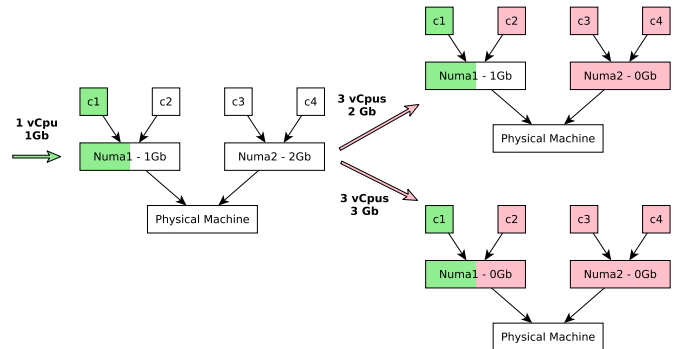 1 vCpu
1Gb
c1
c2
Numa1 - 1Gb
c3
c4
Numa2 - 2Gb
Physical Machine
3 vCpus
2 Gb
c1
c2
Numa1 - 1Gb
c3
c4
Numa2 - 0Gb
Physical Machine
3 vCpus
3 Gb
c1
c2
Numa1 - 0Gb
c3
c4
Numa2 - 0Gb
Physical Machine